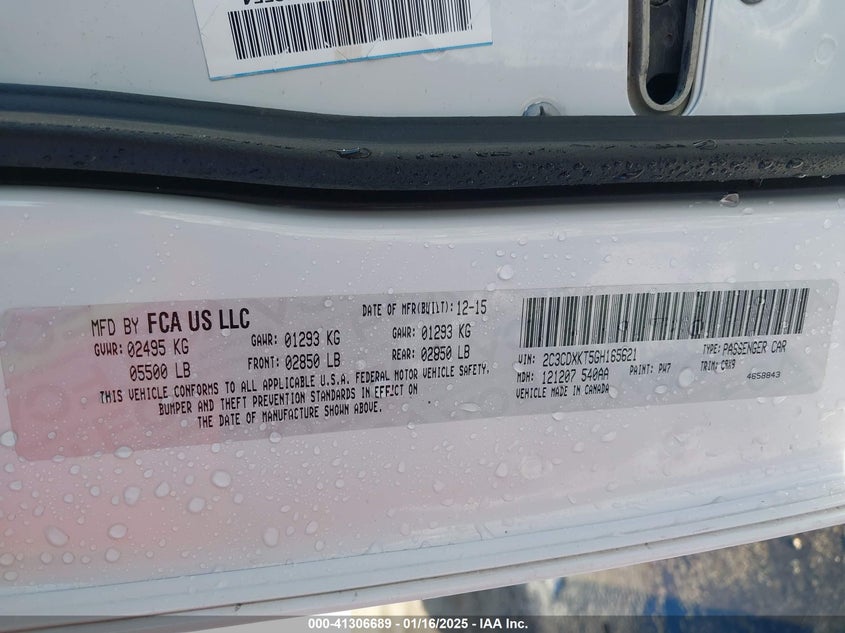 MFD BY FCA US LLC
DATE OF MFR(BUILT): 12-15
GVWR: 02495 KG
GAWR: 01293 KG
GAWR: 01293 KG
05500 LB
FRONT: 02850 LB
REAR: 02850 LB
THIS VEHICLE CONFORMS TO ALL APPLICABLE U.S.A. FEDERAL MOTOR VEHICLE SAFETY,
BUMPER AND THEFT PREVENTION STANDARDS IN EFFECT ON
THE DATE OF MANUFACTURE SHOWN ABOVE.
VIN: 2C3CDXKT5GH165621
TYPE: PASSENGER CAR
MDH: 121207 540AA
PAINT: PW7
TRIM: C9X9
VEHICLE MADE IN CANADA
4658843
000-41306689 - 01/16/2025 - IAA Inc.